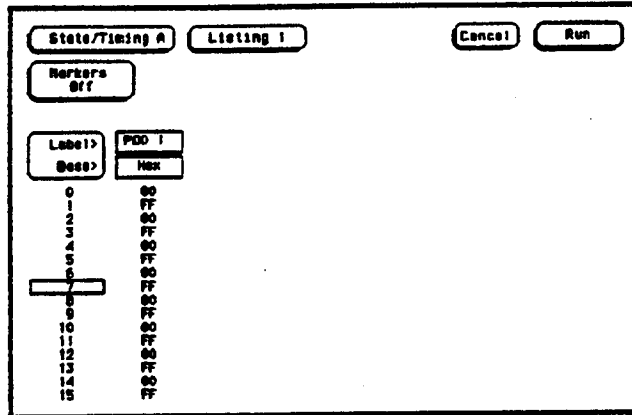 State/Timing A Listing 1 Cancel Run
Markers
Off
Label> POD 1
Base> Hex
0 00
1 FF
2 00
3 FF
4 00
5 FF
6 00
7 FF
8 00
9 FF
10 00
11 FF
12 00
13 FF
14 00
15 FF